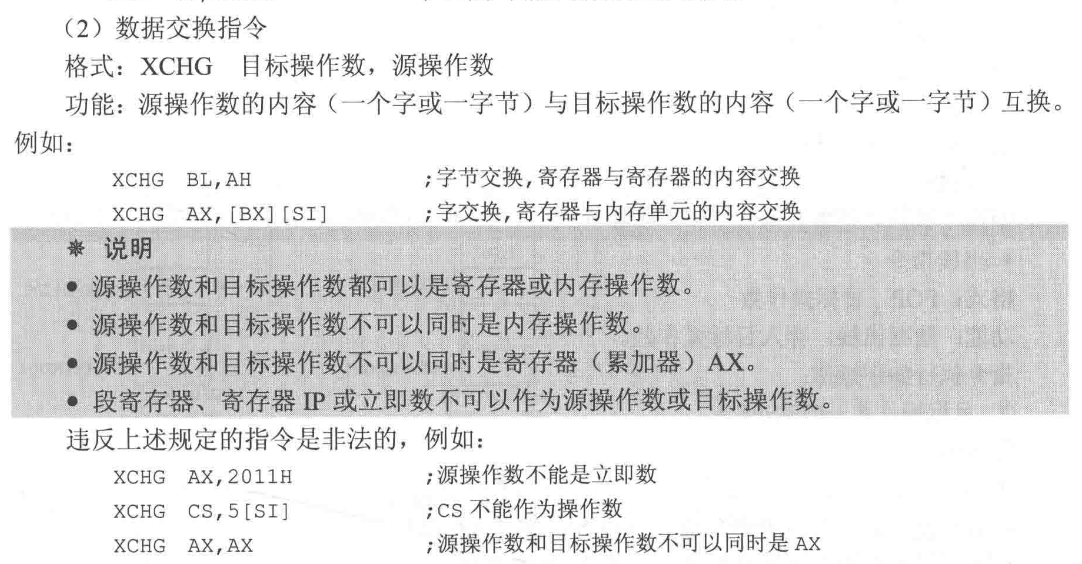 （2）数据交换指令
格式：XCHG 目标操作数，源操作数
功能：源操作数的内容（一个字或一字节）与目标操作数的内容（一个字或一字节）互换。
例如：
XCHG BL,AH ;字节交换,寄存器与寄存器的内容交换
XCHG AX,[BX][SI] ;字交换,寄存器与内存单元的内容交换
※ 说明
● 源操作数和目标操作数都可以是寄存器或内存操作数。
● 源操作数和目标操作数不可以同时是内存操作数。
● 源操作数和目标操作数不可以同时是寄存器（累加器）AX。
● 段寄存器、寄存器 IP 或立即数不可以作为源操作数或目标操作数。
违反上述规定的指令是非法的，例如：
XCHG AX,2011H ;源操作数不能是立即数
XCHG CS,5[SI] ;CS 不能作为操作数
XCHG AX,AX ;源操作数和目标操作数不可以同时是 AX